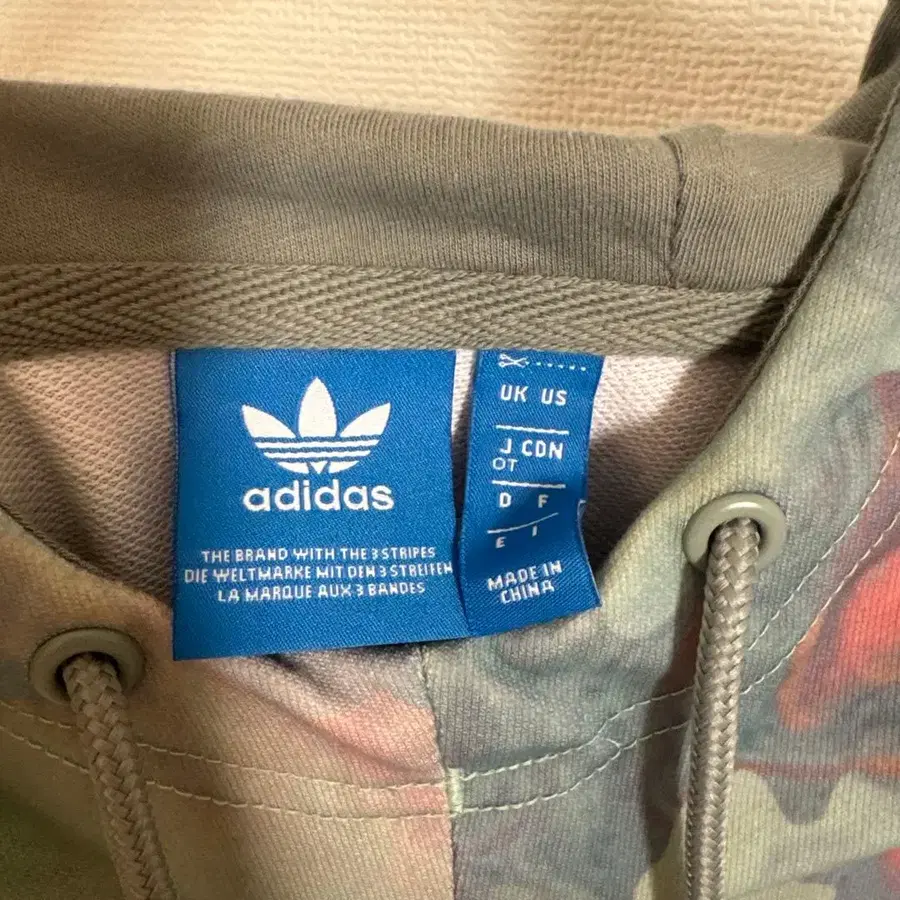 adidas
THE BRAND WITH THE 3 STRIPES
DIE WELTMARKE MIT DEN 3 STREIFEN
LA MARQUE AUX 3 BANDES
UK US
J CDN
OT
D F
E I
MADE IN
CHINA